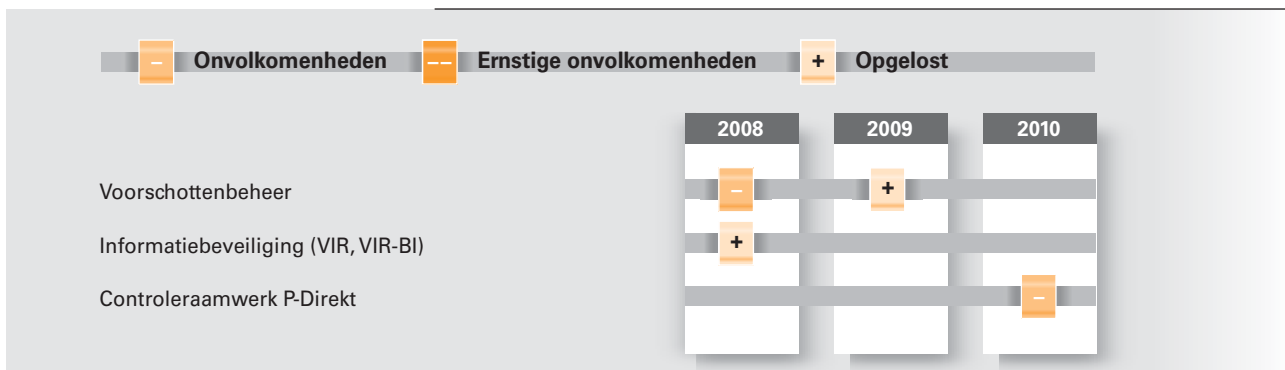 – Onvolkomenheden –– Ernstige onvolkomenheden + Opgelost
2008 2009 2010
Voorschottenbeheer – +
Informatiebeveiliging (VIR, VIR-BI) +
Controleraamwerk P-Direkt –